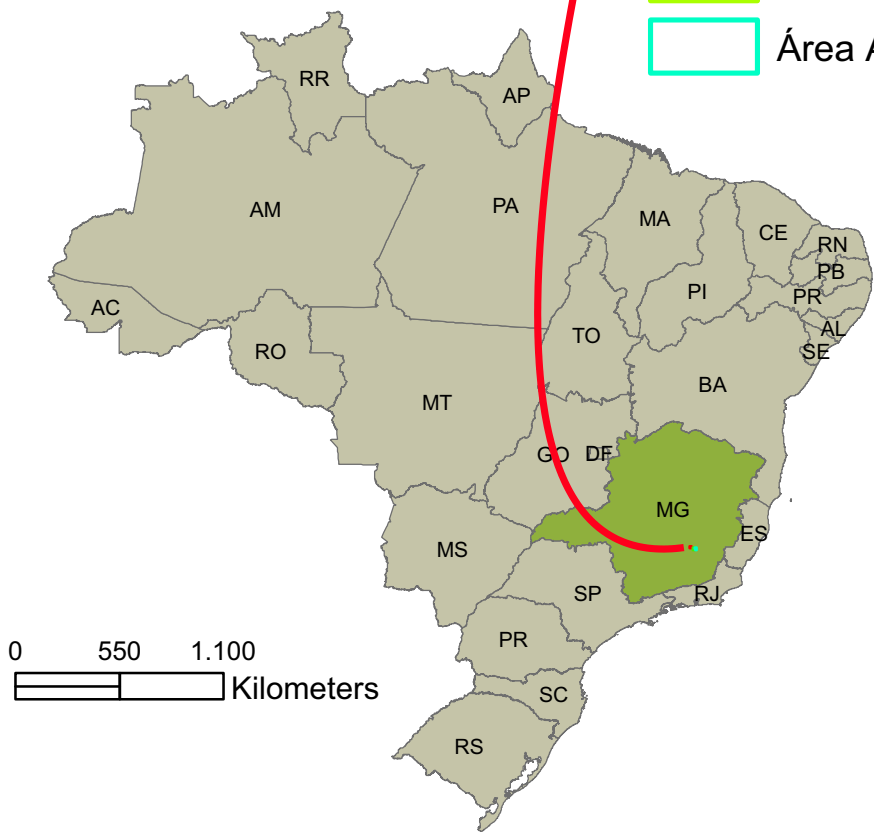 Área A
RR
AP
AM
PA
MA
CE
RN
PB
PI
PR
AC
AL
TO
SE
RO
BA
MT
GO
DF
MG
ES
MS
SP
RJ
PR
0 550 1.100
Kilometers
SC
RS